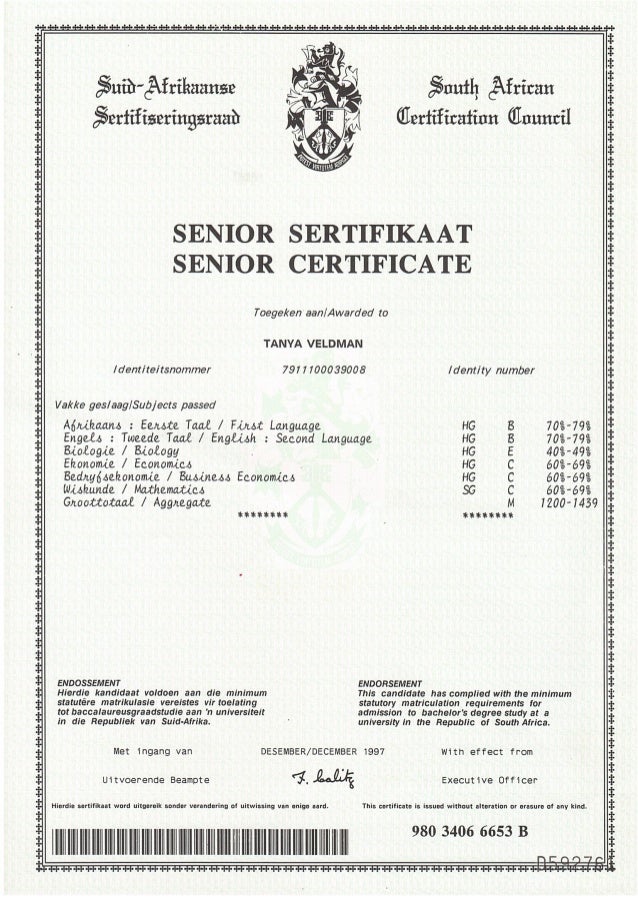 Suid-Afrikaanse
Sertifiseringsraad
South African
Certification Council
SENIOR SERTIFIKAAT
SENIOR CERTIFICATE
Toegeken aan/Awarded to
TANYA VELDMAN
Identiteitsnommer 7911100039008 Identity number
Vakke geslaag/Subjects passed
Afrikaans : Eerste Taal / First Language HG B 70%-79%
Engels : Tweede Taal / English : Second Language HG B 70%-79%
Biologie / Biology HG E 40%-49%
Ekonomie / Economics HG C 60%-69%
Bedryfsekonomie / Business Economics HG C 60%-69%
Wiskunde / Mathematics SG C 60%-69%
Groottotaal / Aggregate M 1200-1439
******** ********
ENDOSSEMENT
Hierdie kandidaat voldoen aan die minimum
statutêre matrikulasie vereistes vir toelating
tot baccalaureusgraadstudie aan 'n universiteit
in die Republiek van Suid-Afrika.
ENDORSEMENT
This candidate has complied with the minimum
statutory matriculation requirements for
admission to bachelor's degree study at a
university in the Republic of South Africa.
Met ingang van DESEMBER/DECEMBER 1997 With effect from
Uitvoerende Beampte Executive Officer
Hierdie sertifikaat word uitgereik sonder verandering of uitwissing van enige aard. This certificate is issued without alteration or erasure of any kind.
980 3406 6653 B
D59276